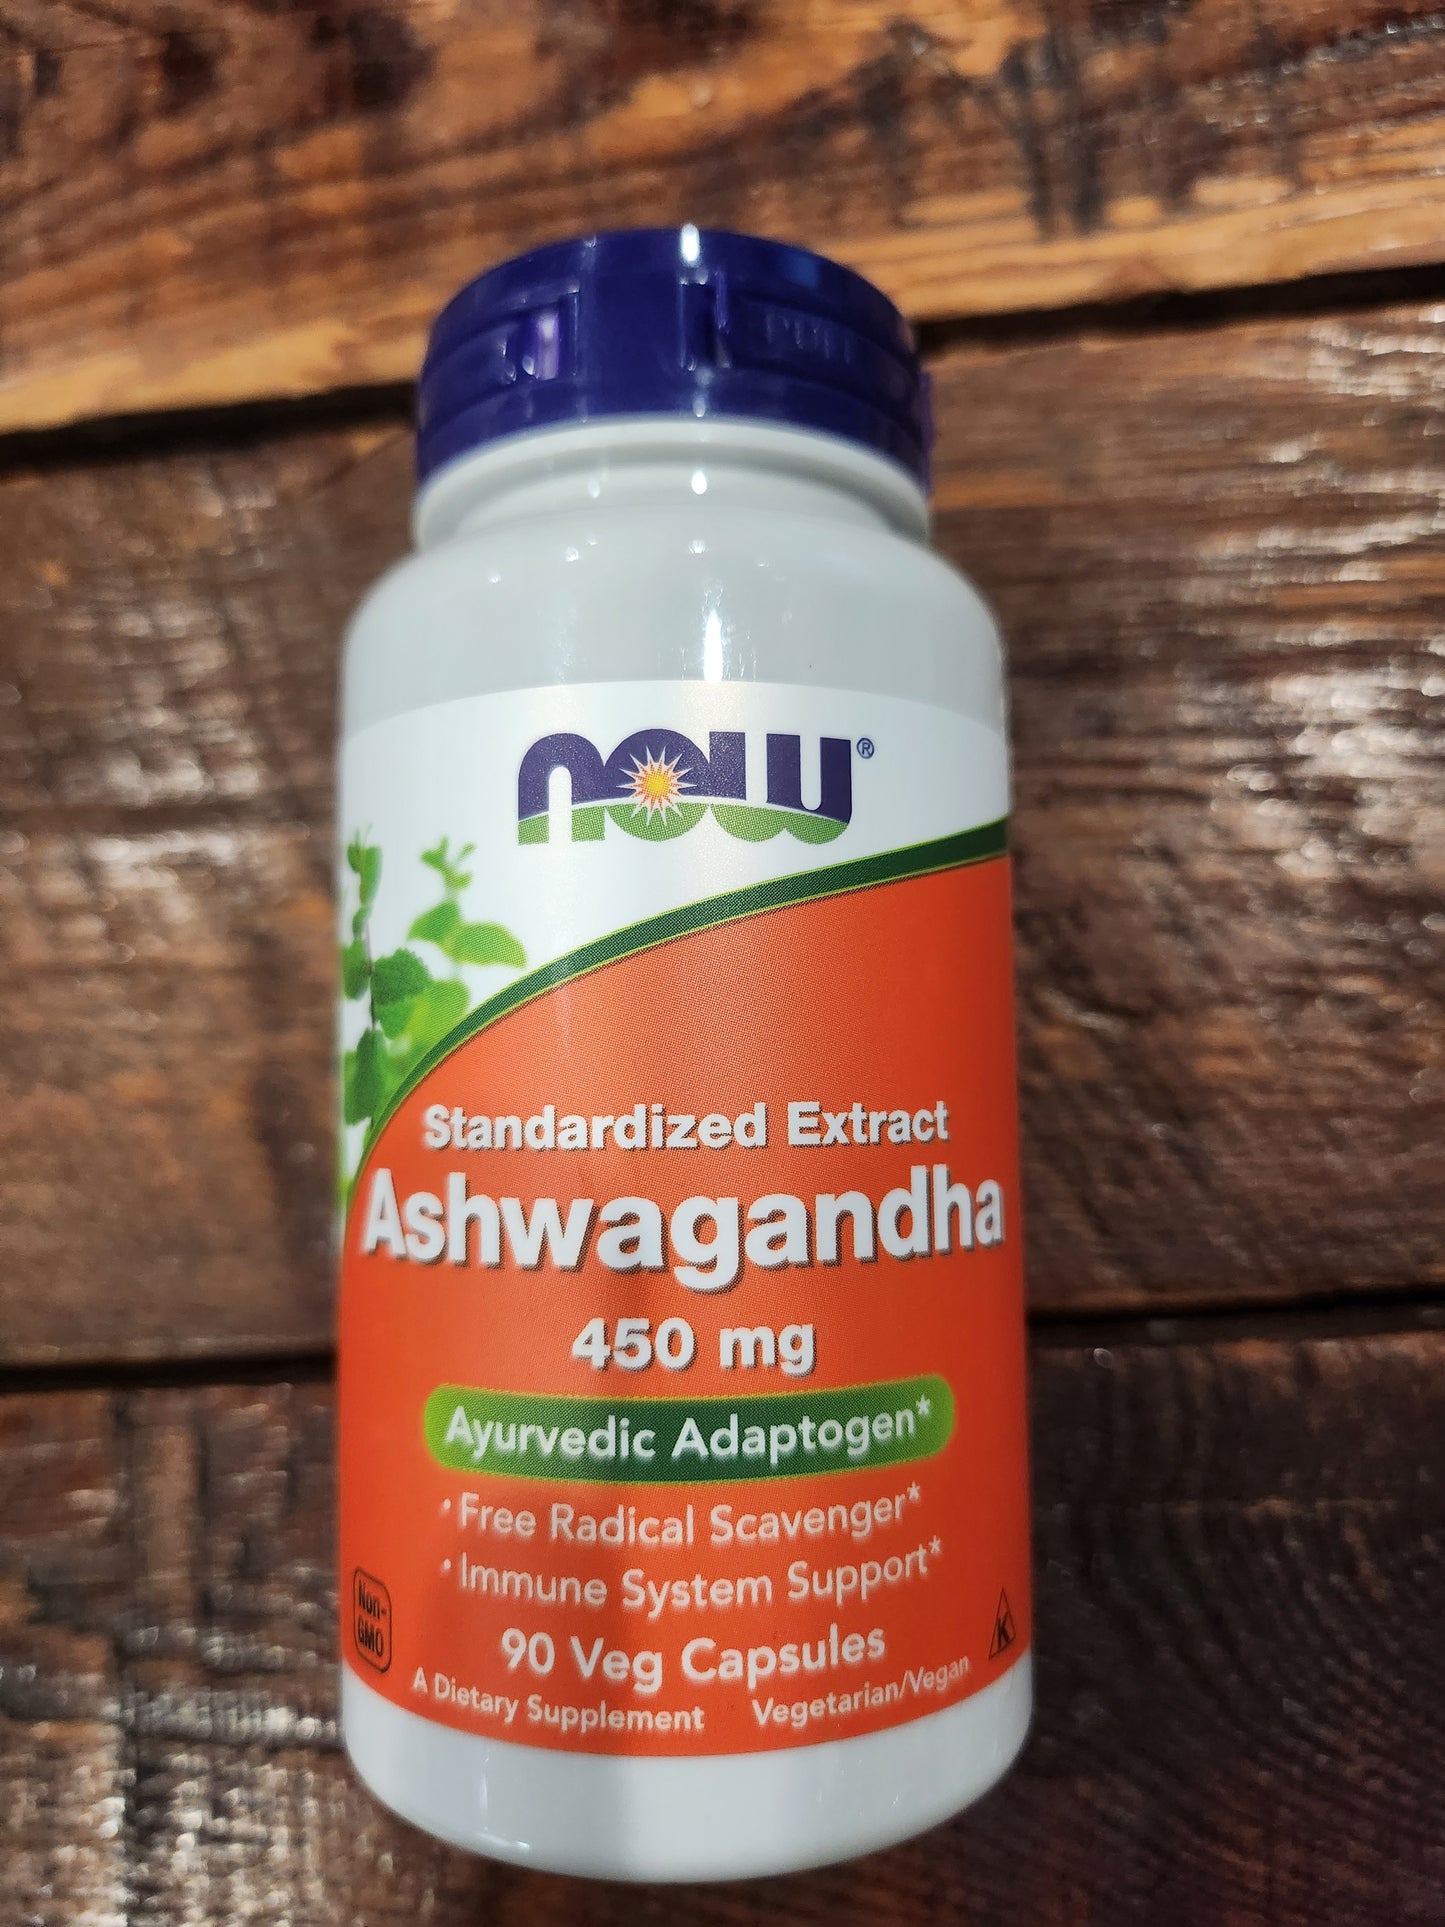 now®
Standardized Extract
Ashwagandha
450 mg
Ayurvedic Adaptogen*
• Free Radical Scavenger*
• Immune System Support*
90 Veg Capsules
Non-
GMO
A Dietary Supplement Vegetarian/Vegan
K